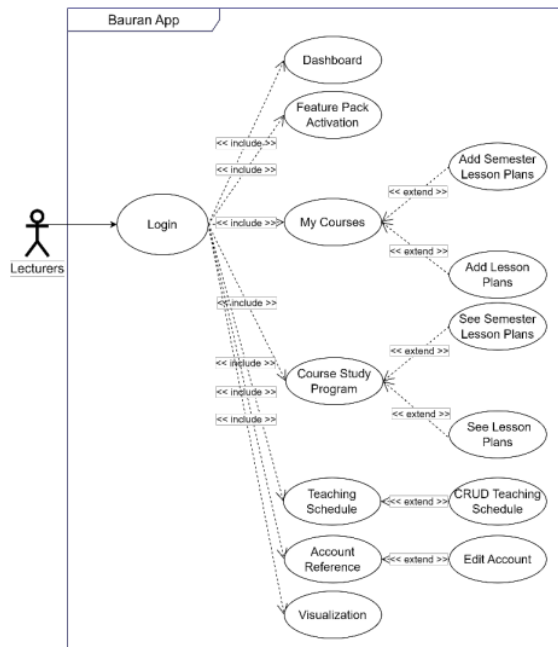 Bauran App
Dashboard
Feature Pack
Activation
<< include >>
<< include >>
Add Semester
Lesson Plans
<< extend >>
Login
<< include >>
My Courses
Lecturers
<< extend >>
Add Lesson
Plans
See Semester
Lesson Plans
<< extend >>
<< include >>
Course Study
Program
<< include >>
<< extend >>
<< include >>
See Lesson
Plans
Teaching
Schedule
<< extend >>
CRUD Teaching
Schedule
Account
Reference
<< extend >>
Edit Account
Visualization